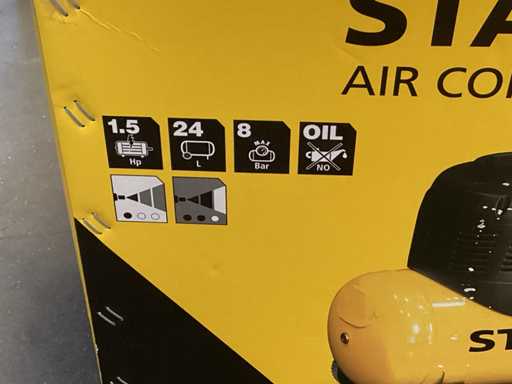 STA
AIR CO
1.5 24 8 OIL
MAX
Hp L Bar NO
ST